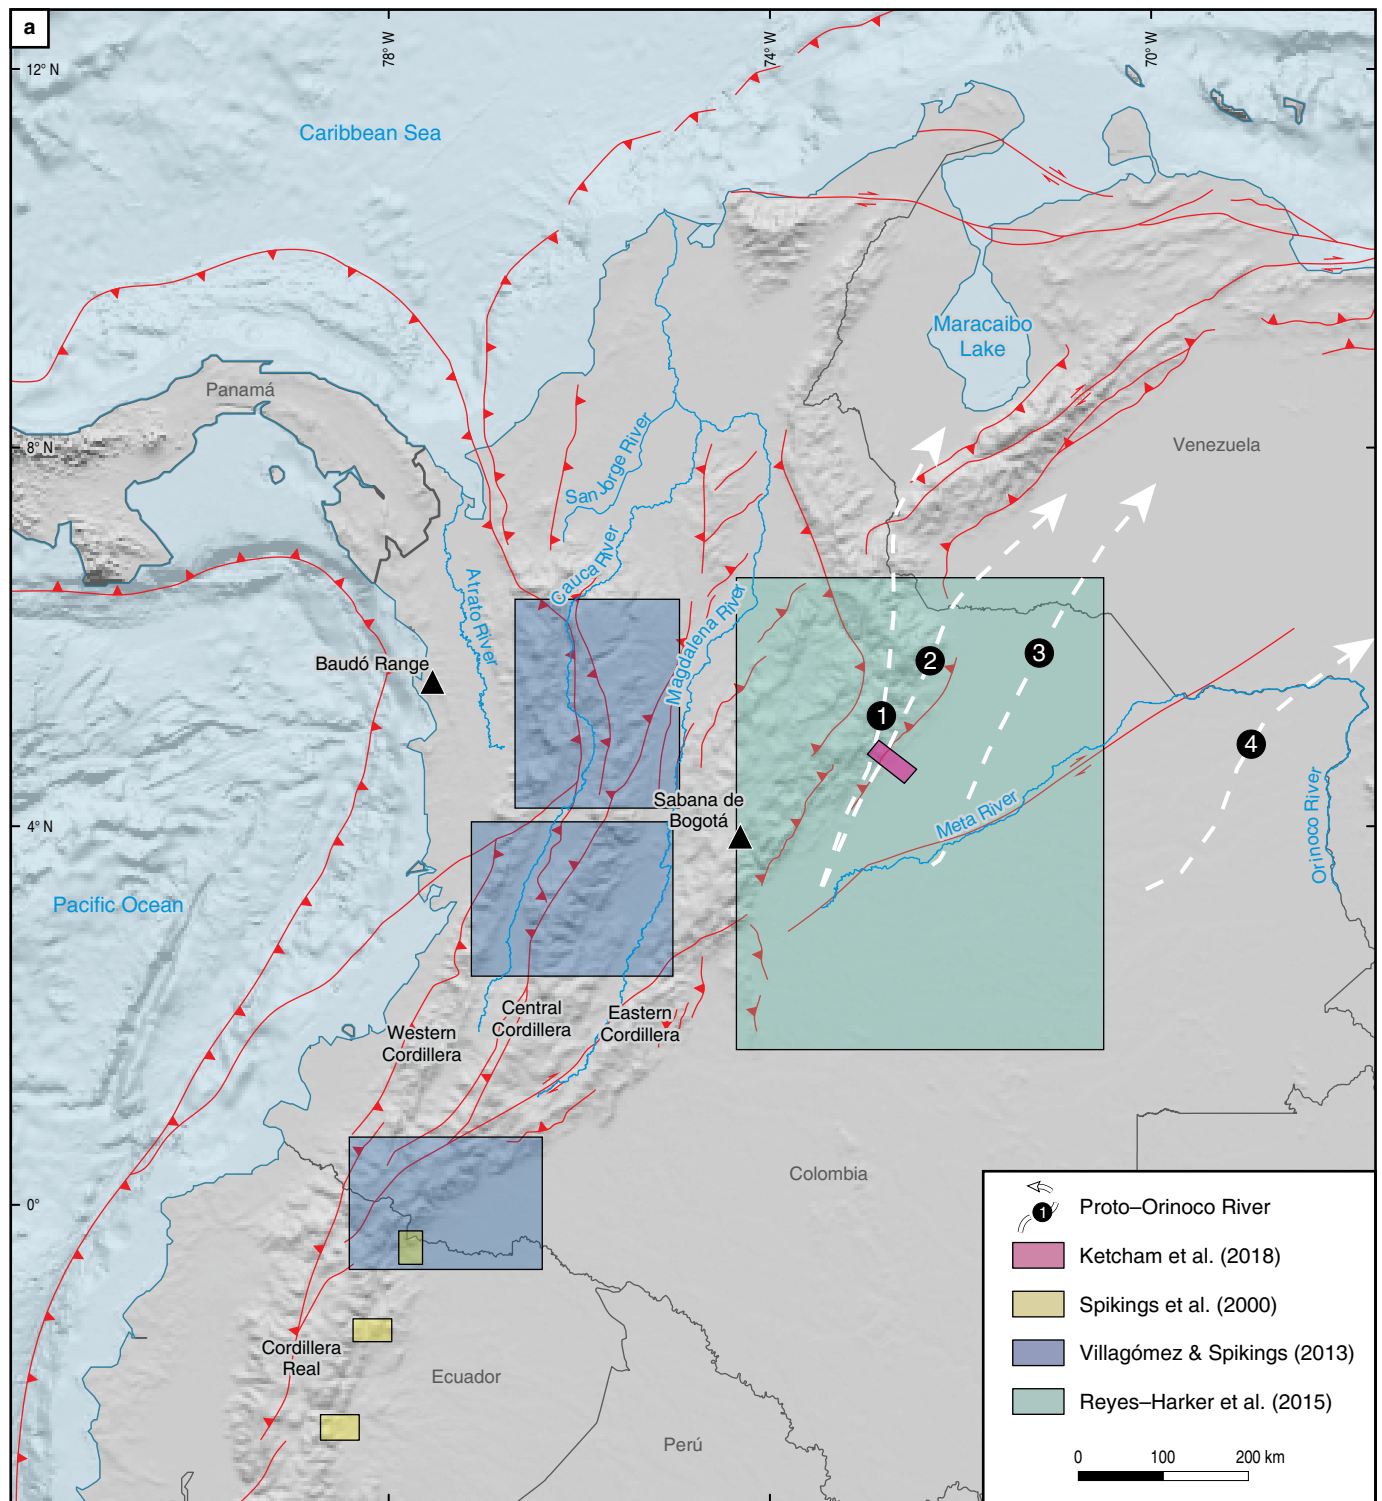 a
78° W
74° W
70° W
12° N
Caribbean Sea
Maracaibo
Lake
Panamá
8° N
Venezuela
San Jorge River
Cauca River
Atrato River
Magdalena River
Baudó Range
1
2
3
4
Sabana de
Bogotá
4° N
Meta River
Orinoco River
Pacific Ocean
Western
Cordillera
Central
Cordillera
Eastern
Cordillera
Colombia
0°
Cordillera
Real
Ecuador
Perú
1
Proto–Orinoco River
Ketcham et al. (2018)
Spikings et al. (2000)
Villagómez & Spikings (2013)
Reyes–Harker et al. (2015)
0 100 200 km